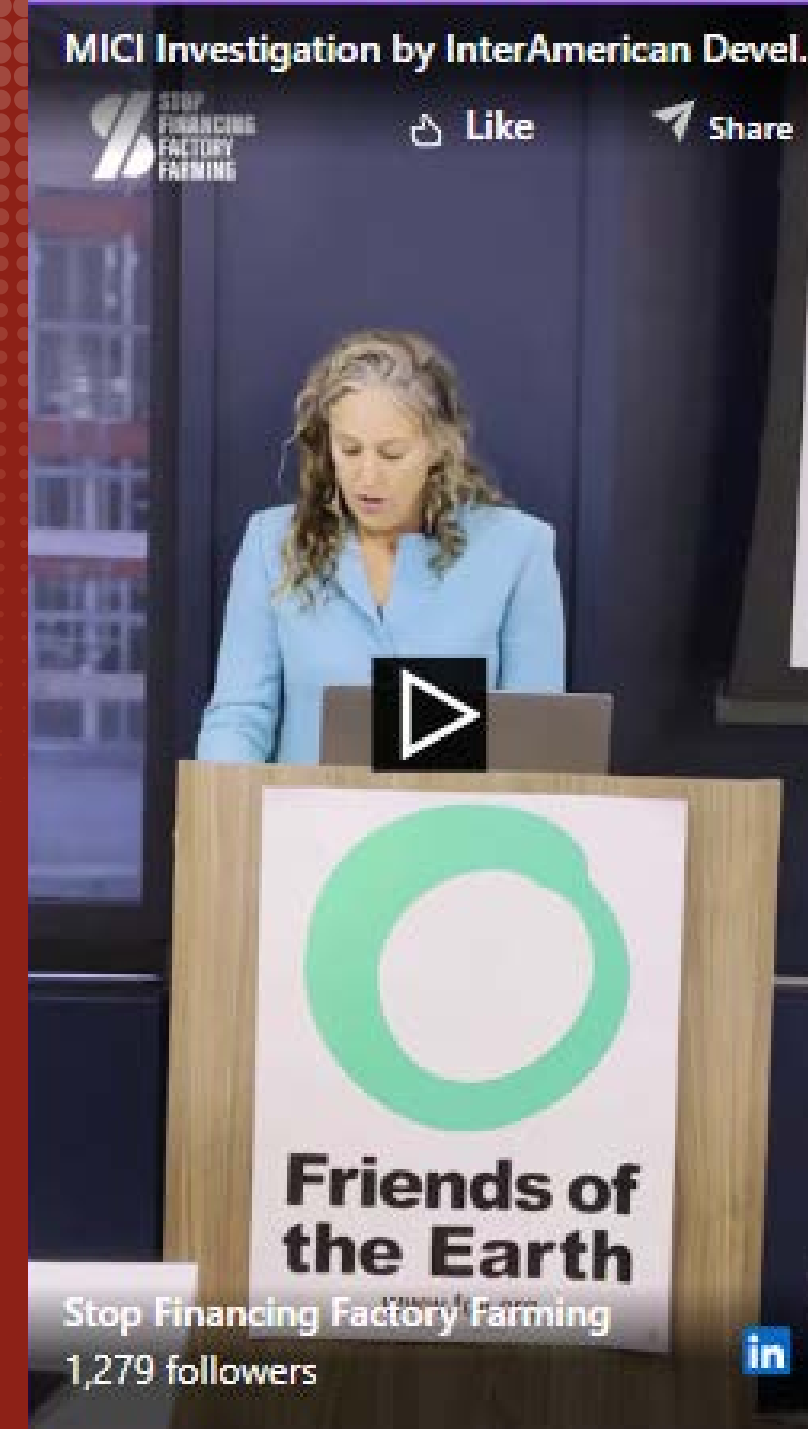 MICI Investigation by InterAmerican Devel.
STOP
FINANCING
FACTORY
FARMING
Like
Share
Friends of
the Earth
Stop Financing Factory Farming
1,279 followers
in